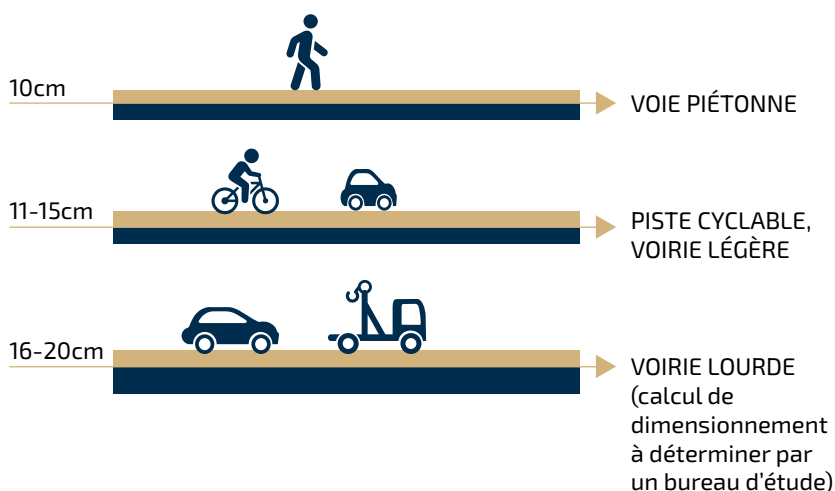 10cm
VOIE PIÉTONNE
11-15cm
PISTE CYCLABLE,
VOIRIE LÉGÈRE
16-20cm
VOIRIE LOURDE
(calcul de
dimensionnement
à déterminer par
un bureau d'étude)